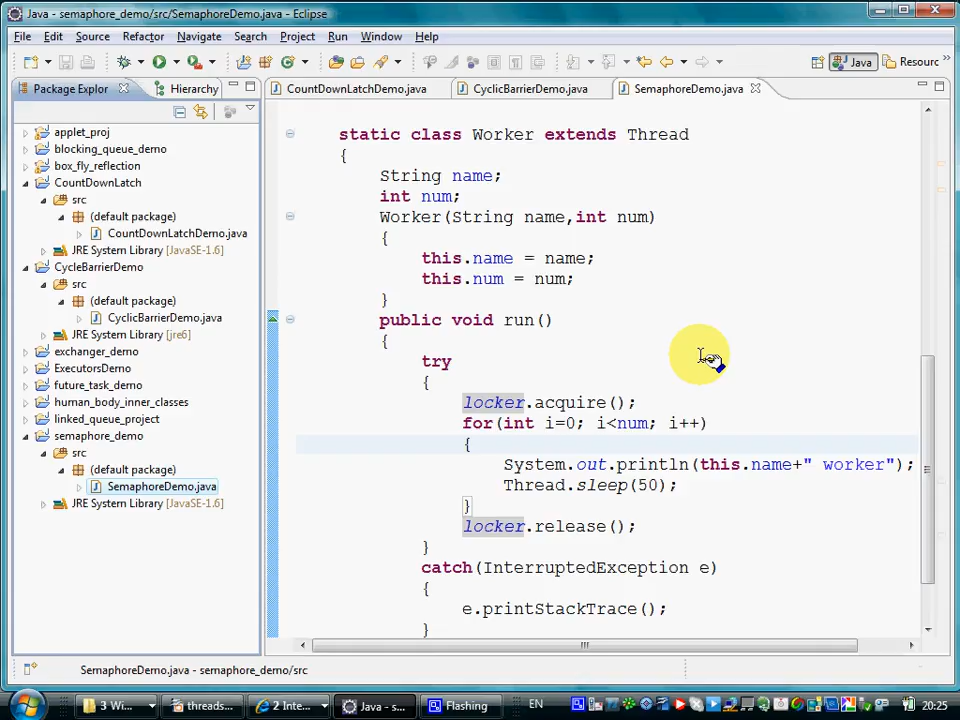 Java - semaphore_demo/src/SemaphoreDemo.java - Eclipse
File Edit Source Refactor Navigate Search Project Run Window Help
Java Resourc
Package Explor Hierarchy
CountDownLatchDemo.java CyclicBarrierDemo.java SemaphoreDemo.java
applet_proj
blocking_queue_demo
box_fly_reflection
CountDownLatch
src
(default package)
CountDownLatchDemo.java
JRE System Library [JavaSE-1.6]
CycleBarrierDemo
src
(default package)
CyclicBarrierDemo.java
JRE System Library [jre6]
exchanger_demo
ExecutorsDemo
future_task_demo
human_body_inner_classes
linked_queue_project
semaphore_demo
src
(default package)
SemaphoreDemo.java
JRE System Library [JavaSE-1.6]
static class Worker extends Thread
{
String name;
int num;
Worker(String name,int num)
{
this.name = name;
this.num = num;
}
public void run()
{
try
{
locker.acquire();
for(int i=0; i<num; i++)
{
System.out.println(this.name+" worker");
Thread.sleep(50);
}
locker.release();
}
catch(InterruptedException e)
{
e.printStackTrace();
}
SemaphoreDemo.java - semaphore_demo/src
3 Wi... threads... 2 Inte... Java - s... Flashing EN 20:25